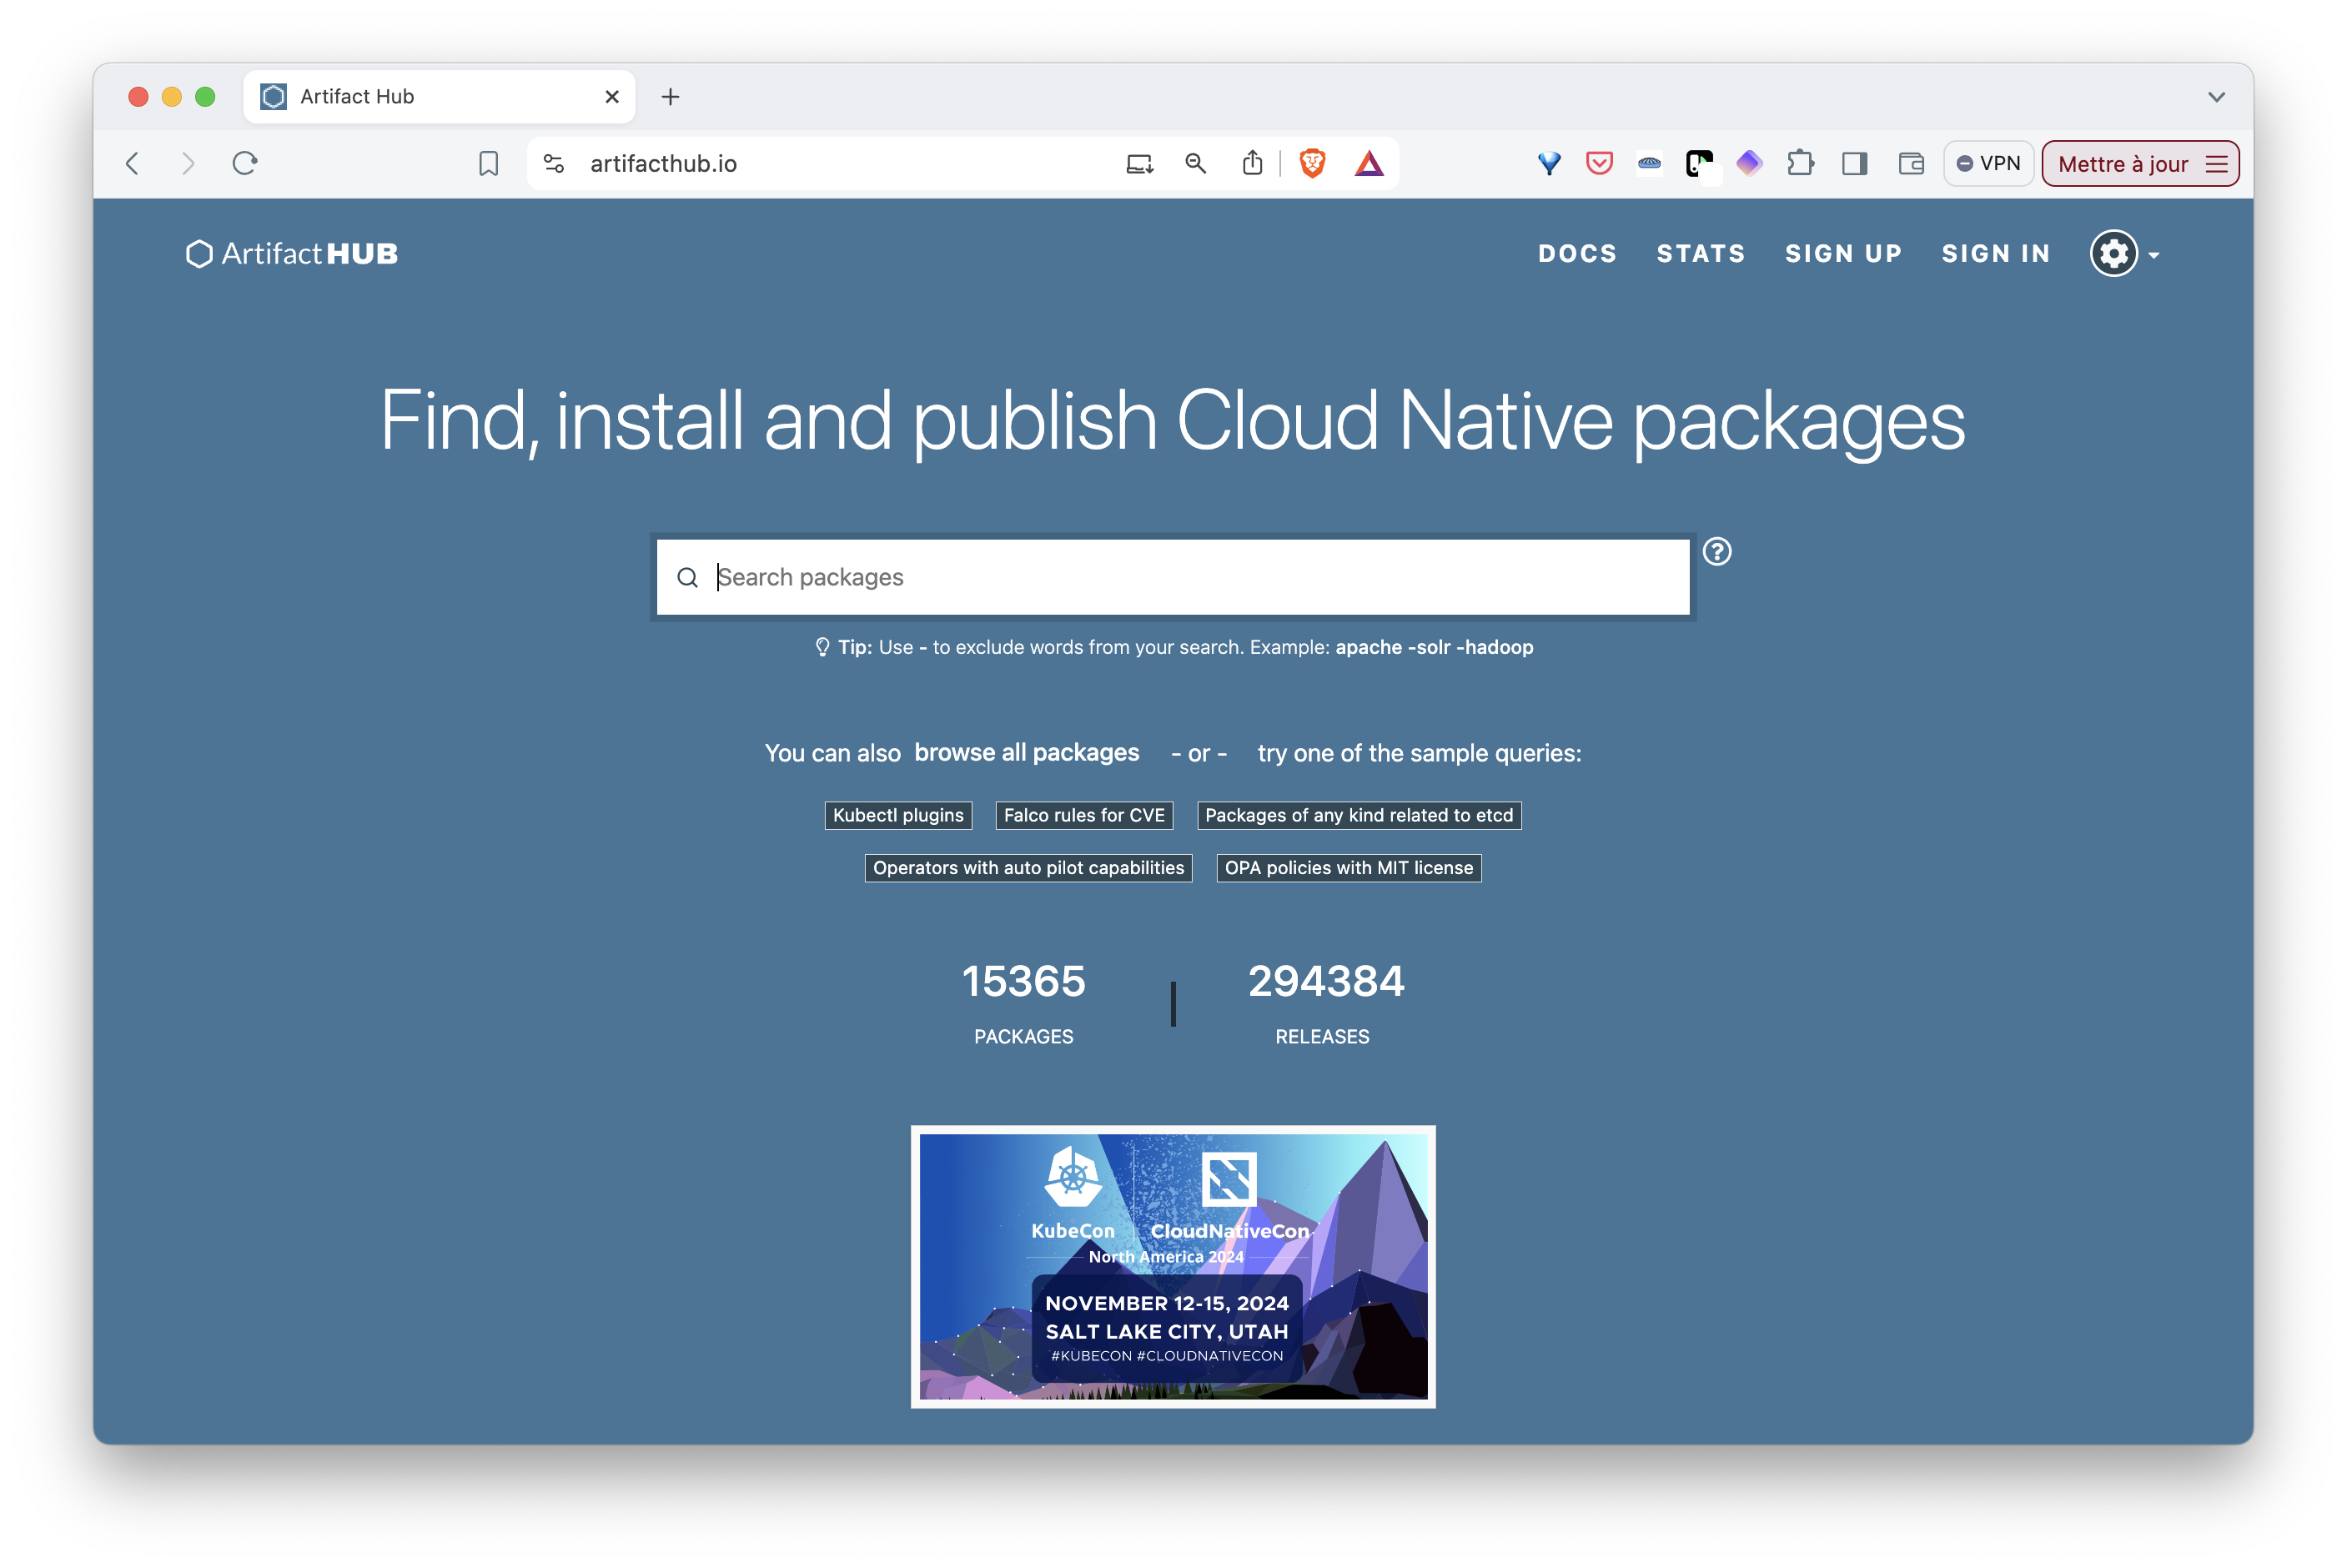 Artifact Hub
artifacthub.io
VPN
Mettre à jour
Artifact HUB
DOCS STATS SIGN UP SIGN IN
Find, install and publish Cloud Native packages
Search packages
Tip: Use - to exclude words from your search. Example: apache -solr -hadoop
You can also browse all packages - or - try one of the sample queries:
Kubectl plugins Falco rules for CVE Packages of any kind related to etcd
Operators with auto pilot capabilities OPA policies with MIT license
15365 294384
PACKAGES RELEASES
KubeCon CloudNativeCon
North America 2024
NOVEMBER 12-15, 2024
SALT LAKE CITY, UTAH
#KUBECON #CLOUDNATIVECON